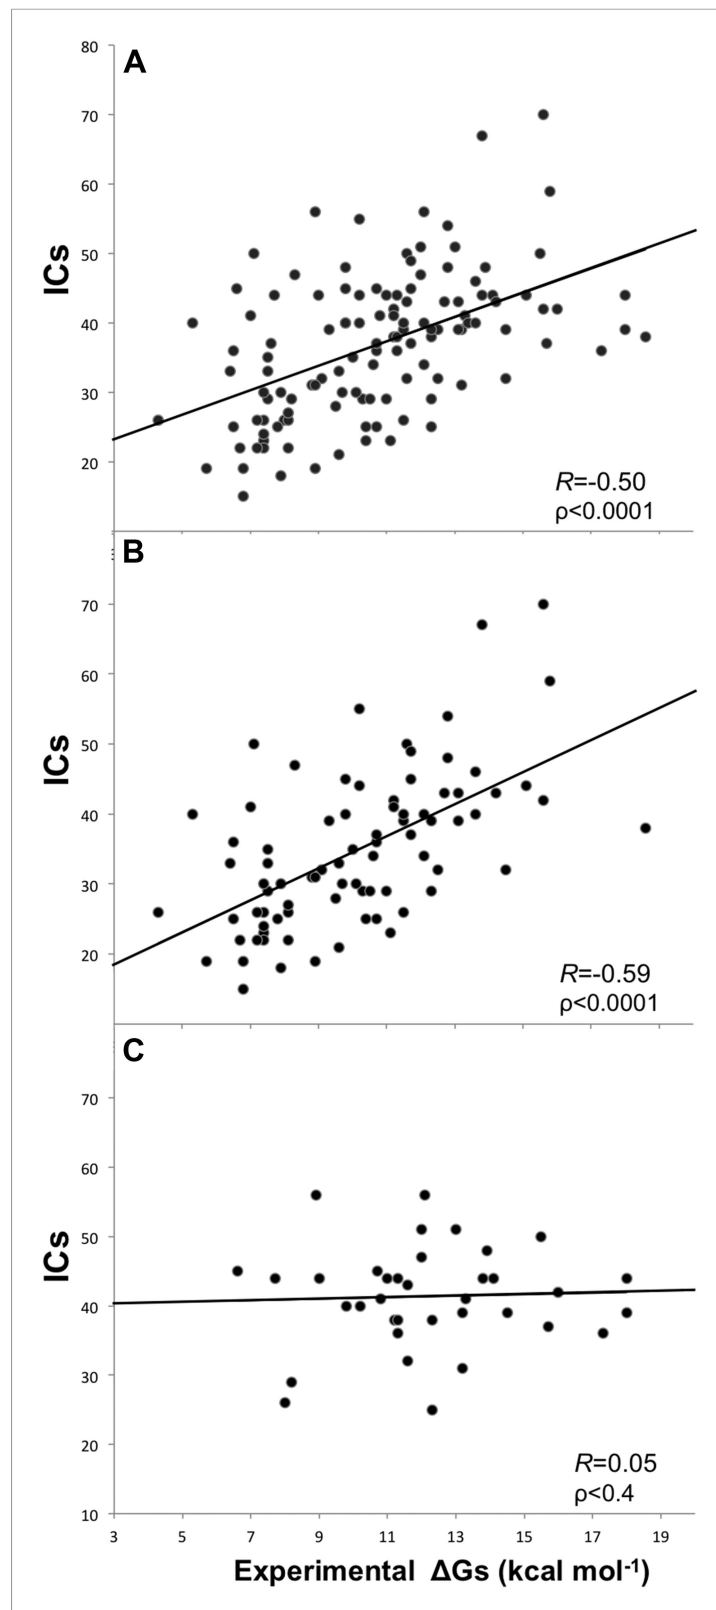 A
80
70
60
50
40
30
20
ICs
R=-0.50
ρ<0.0001
B
70
60
50
40
30
20
ICs
R=-0.59
ρ<0.0001
C
70
60
50
40
30
20
10
ICs
R=0.05
ρ<0.4
3 5 7 9 11 13 15 17 19
Experimental ΔGs (kcal mol⁻¹)